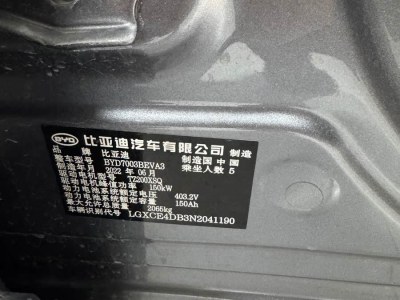 BYD 比亚迪汽车有限公司 制造
品牌 比亚迪 制造国 中国
整车型号 BYD7003BEVA3 乘坐人数 5
制造年月 2022 年 06 月
驱动电机型号 TZ200XSQ
驱动电机峰值功率 150kW
动力电池系统额定电压 403.2V
动力电池系统额定容量 150Ah
最大允许总质量 2065kg
车辆识别代号 LGXCE4DB3N2041190